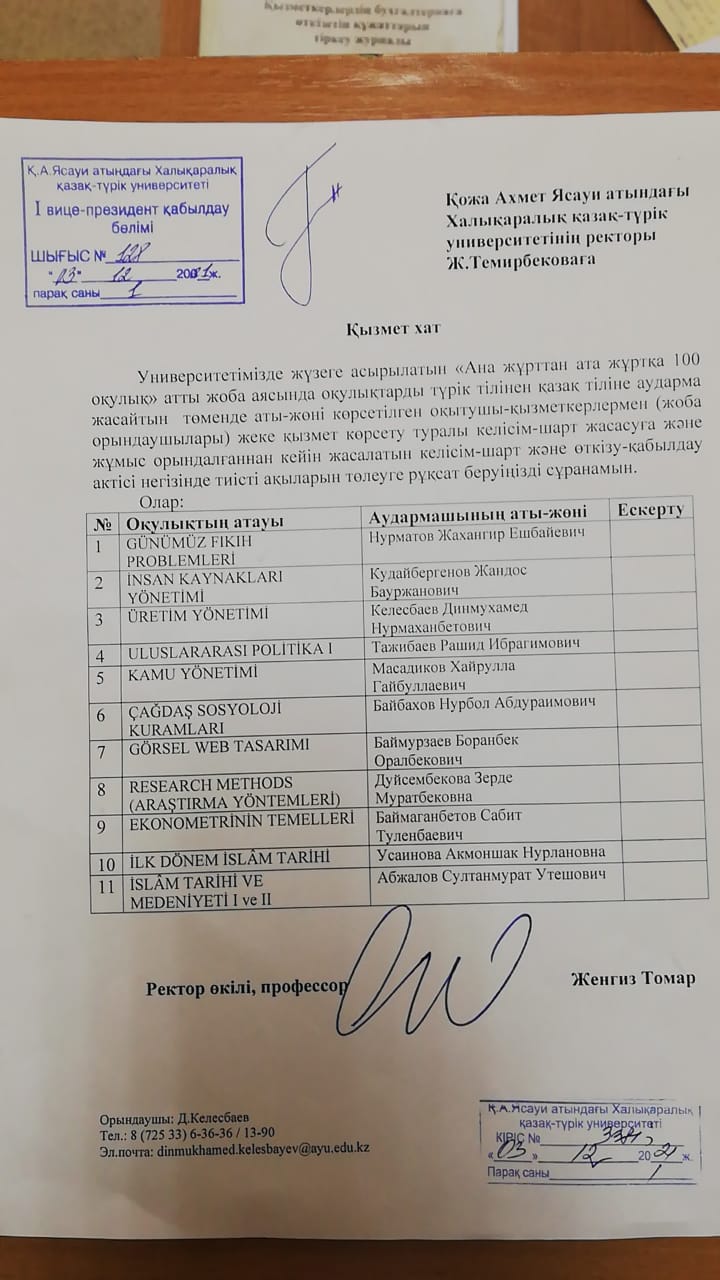 Қызметкерлердің бухгалтерияға
өткізетін құжаттарын
тіркеу журналы
Қ.А.Ясауи атындағы Халықаралық
қазақ-түрік университеті
I вице-президент қабылдау
бөлімі
ШЫҒЫС № 128
"03" 12 2021ж.
парақ саны 1
Қожа Ахмет Ясауи атындағы
Халықаралық қазақ-түрік
университетінің ректоры
Ж.Темирбековаға
Қызмет хат
Университетімізде жүзеге асырылатын «Ана жұрттан ата жұртқа 100
оқулық» атты жоба аясында оқулықтарды түрік тілінен қазақ тіліне аударма
жасайтын төменде аты-жөні көрсетілген оқытушы-қызметкерлермен (жоба
орындаушылары) жеке қызмет көрсету туралы келісім-шарт жасасуға және
жұмыс орындалғаннан кейін жасалатын келісім-шарт және өткізу-қабылдау
актісі негізінде тиісті ақыларын төлеуге рұқсат беруіңізді сұранамын.
Олар:
№ Оқулықтың атауы Аудармашының аты-жөні Ескерту
1 GÜNÜMÜZ FIKIH Нурматов Жахангир Ешбайевич
PROBLEMLERİ
2 İNSAN KAYNAKLARI Кудайбергенов Жандос
YÖNETİMİ Бауржанович
3 ÜRETİM YÖNETİMİ Келесбаев Динмухамед
Нурмаханбетович
4 ULUSLARARASI POLİTİKA I Тажибаев Рашид Ибрагимович
5 KAMU YÖNETİMİ Масадиков Хайрулла
Гайбуллаевич
6 ÇAĞDAŞ SOSYOLOJİ Байбахов Нурбол Абдураимович
KURAMLARI
7 GÖRSEL WEB TASARIMI Баймурзаев Боранбек
Оралбекович
8 RESEARCH METHODS Дуйсембекова Зерде
(ARAŞTIRMA YÖNTEMLERİ) Муратбековна
9 EKONOMETRİNİN TEMELLERİ Баймаганбетов Сабит
Туленбаевич
10 İLK DÖNEM İSLÂM TARİHİ Усаинова Акмоншак Нурлановна
11 İSLÂM TARİHİ VE Абжалов Султанмурат Утешович
MEDENİYETİ I ve II
Ректор өкілі, профессор Женгиз Томар
Орындаушы: Д.Келесбаев
Тел.: 8 (725 33) 6-36-36 / 13-90
Эл.почта: dinmukhamed.kelesbayev@ayu.edu.kz
Қ.А.Ясауи атындағы Халықаралық
қазақ-түрік университеті
КІРІС №
«03» 12 2021 ж.
Парақ саны 1